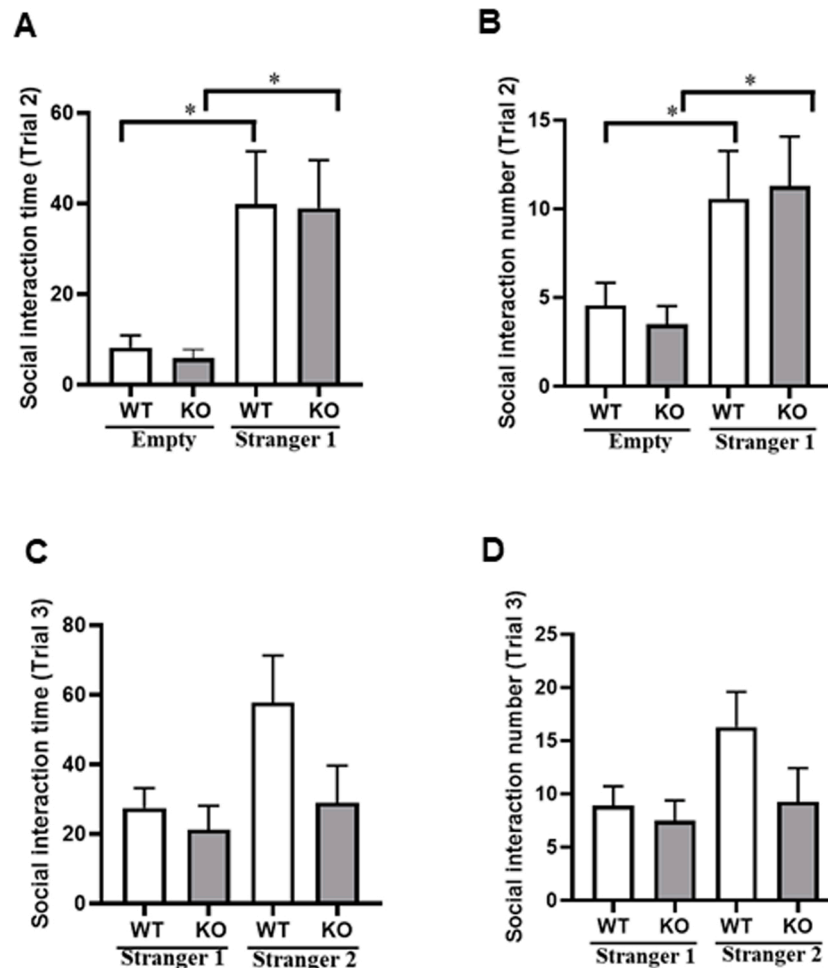 A
Social interaction time (Trial 2)
60
40
20
0
*
*
WT KO WT KO
Empty Stranger 1
B
Social interaction number (Trial 2)
15
10
5
0
*
*
WT KO WT KO
Empty Stranger 1
C
Social interaction time (Trial 3)
80
60
40
20
0
WT KO WT KO
Stranger 1 Stranger 2
D
Social interaction number (Trial 3)
25
20
15
10
5
0
WT KO WT KO
Stranger 1 Stranger 2